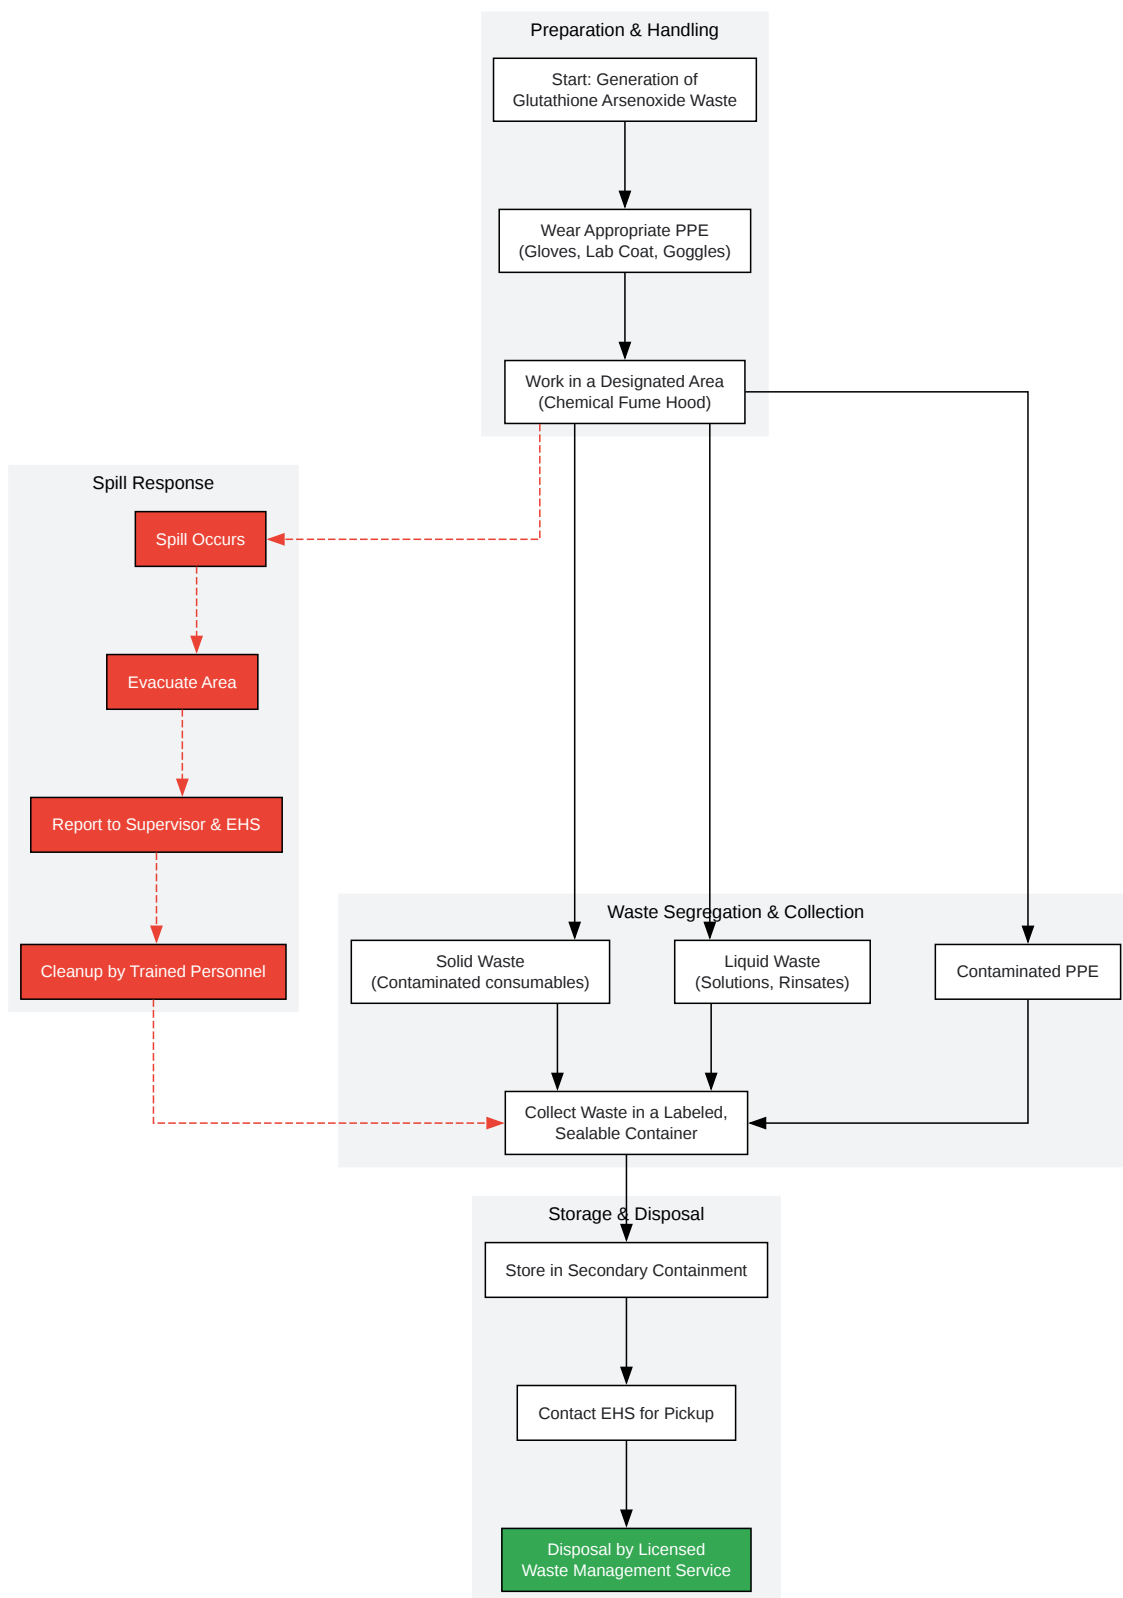 Preparation & Handling
Start: Generation of
Glutathione Arsenoxide Waste
Wear Appropriate PPE
(Gloves, Lab Coat, Goggles)
Work in a Designated Area
(Chemical Fume Hood)
Spill Response
Spill Occurs
Evacuate Area
Report to Supervisor & EHS
Cleanup by Trained Personnel
Waste Segregation & Collection
Solid Waste
(Contaminated consumables)
Liquid Waste
(Solutions, Rinsates)
Contaminated PPE
Collect Waste in a Labeled,
Sealable Container
Storage & Disposal
Store in Secondary Containment
Contact EHS for Pickup
Disposal by Licensed
Waste Management Service